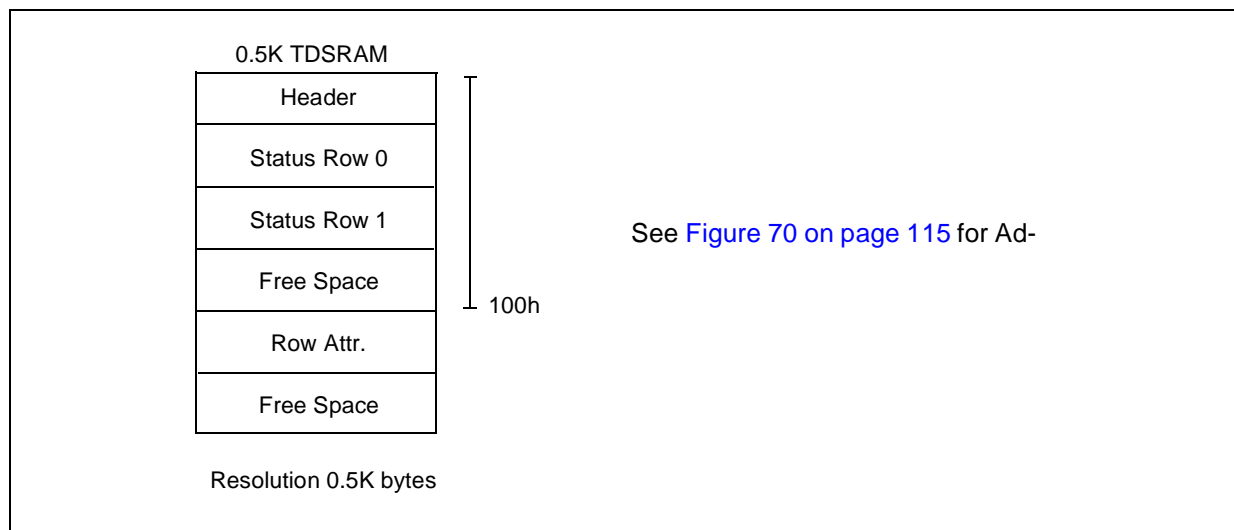 0.5K TDSRAM
Header
Status Row 0
Status Row 1
See Figure 70 on page 115 for Ad-
Free Space
100h
Row Attr.
Free Space
Resolution 0.5K bytes